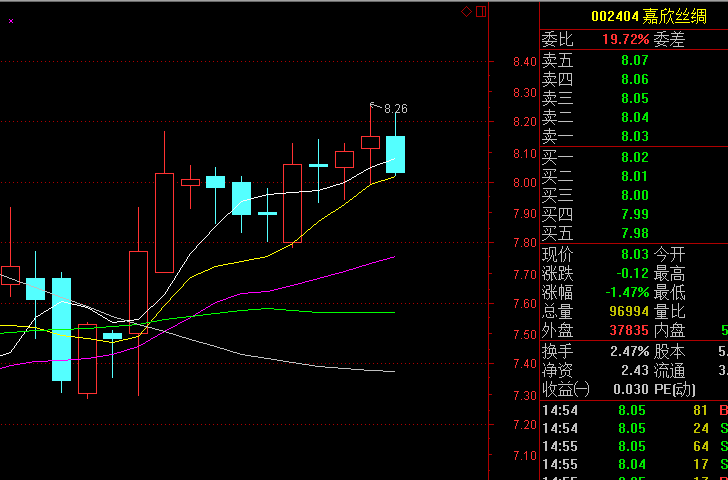 002404 嘉欣丝绸
委比 19.72% 委差
卖五 8.07
卖四 8.06
卖三 8.05
卖二 8.04
卖一 8.03
买一 8.02
买二 8.01
买三 8.00
买四 7.99
买五 7.98
现价 8.03 今开
涨跌 -0.12 最高
涨幅 -1.47% 最低
总量 96994 量比
外盘 37835 内盘 5
换手 2.47% 股本 5.
净资 2.43 流通 3.
收益(一) 0.030 PE(动)
14:54 8.05 81 B
14:54 8.05 24 S
14:55 8.05 64 S
14:55 8.04 17 S
8.26
8.40
8.30
8.20
8.10
8.00
7.90
7.80
7.70
7.60
7.50
7.40
7.30
7.20
7.10